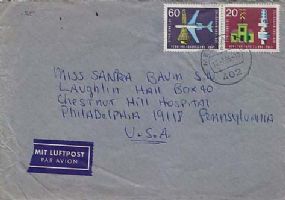 60
20
402
MISS SANDRA BAUM S.N.
LAUGHLIN HALL BOX 40
CHESTNUT HILL HOSPITAL
PHILADELPHIA 19118 PENNSYLVANIA
U.S.A.
MIT LUFTPOST
PAR AVION